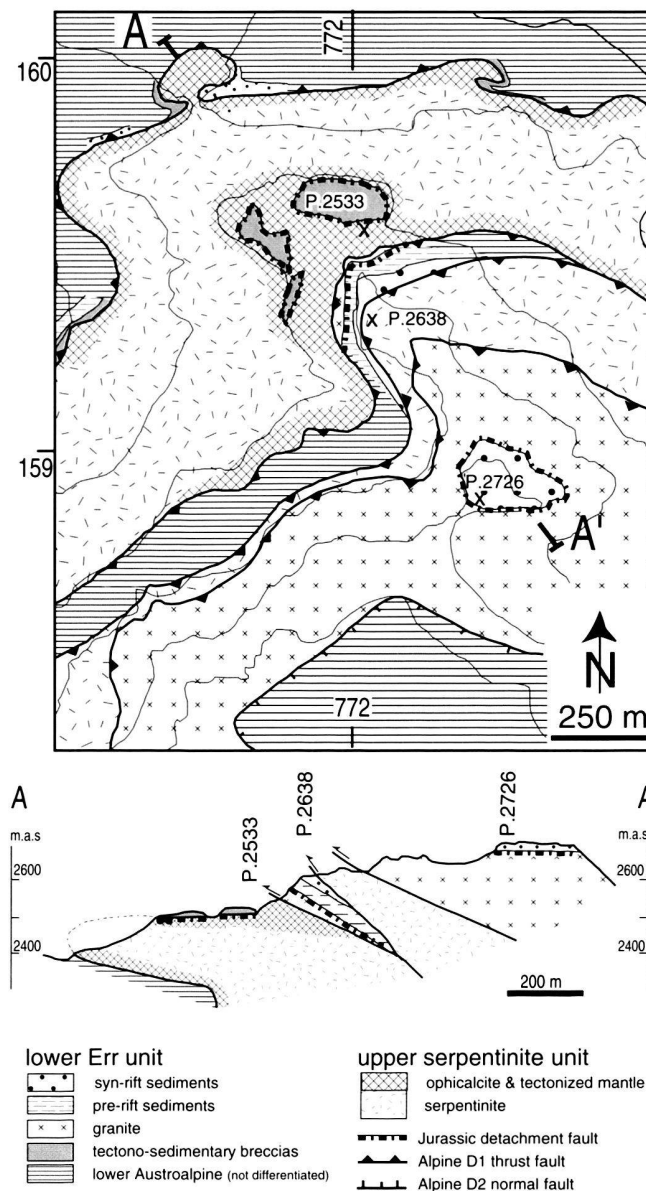 A
772
160
P.2533
P.2638
159
P.2726
A'
N
772
250 m
A
P.2533
P.2638
P.2726
A
m.a.s
m.a.s
2600
2600
2400
2400
200 m
lower Err unit
syn-rift sediments
pre-rift sediments
granite
tectono-sedimentary breccias
lower Austroalpine (not differentiated)
upper serpentinite unit
ophicalcite & tectonized mantle
serpentinite
Jurassic detachment fault
Alpine D1 thrust fault
Alpine D2 normal fault